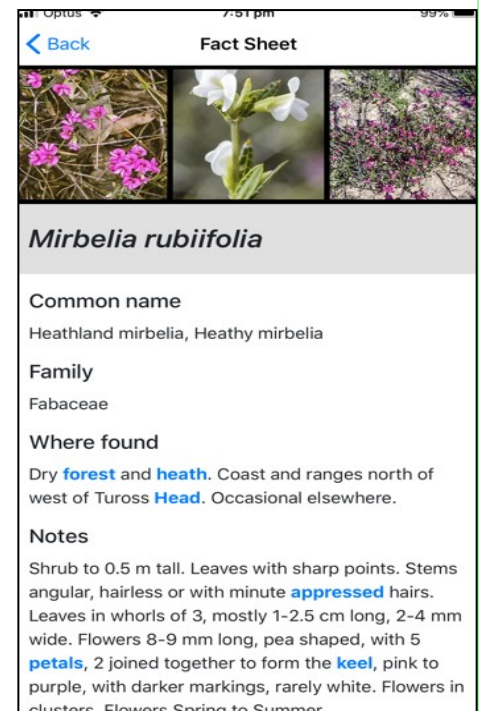 Optus 7:51 pm 99%
Back Fact Sheet
Mirbelia rubiifolia
Common name
Heathland mirbelia, Heathy mirbelia
Family
Fabaceae
Where found
Dry forest and heath. Coast and ranges north of
west of Tuross Head. Occasional elsewhere.
Notes
Shrub to 0.5 m tall. Leaves with sharp points. Stems
angular, hairless or with minute appressed hairs.
Leaves in whorls of 3, mostly 1-2.5 cm long, 2-4 mm
wide. Flowers 8-9 mm long, pea shaped, with 5
petals, 2 joined together to form the keel, pink to
purple, with darker markings, rarely white. Flowers in
clusters. Flowers Spring to Summer.